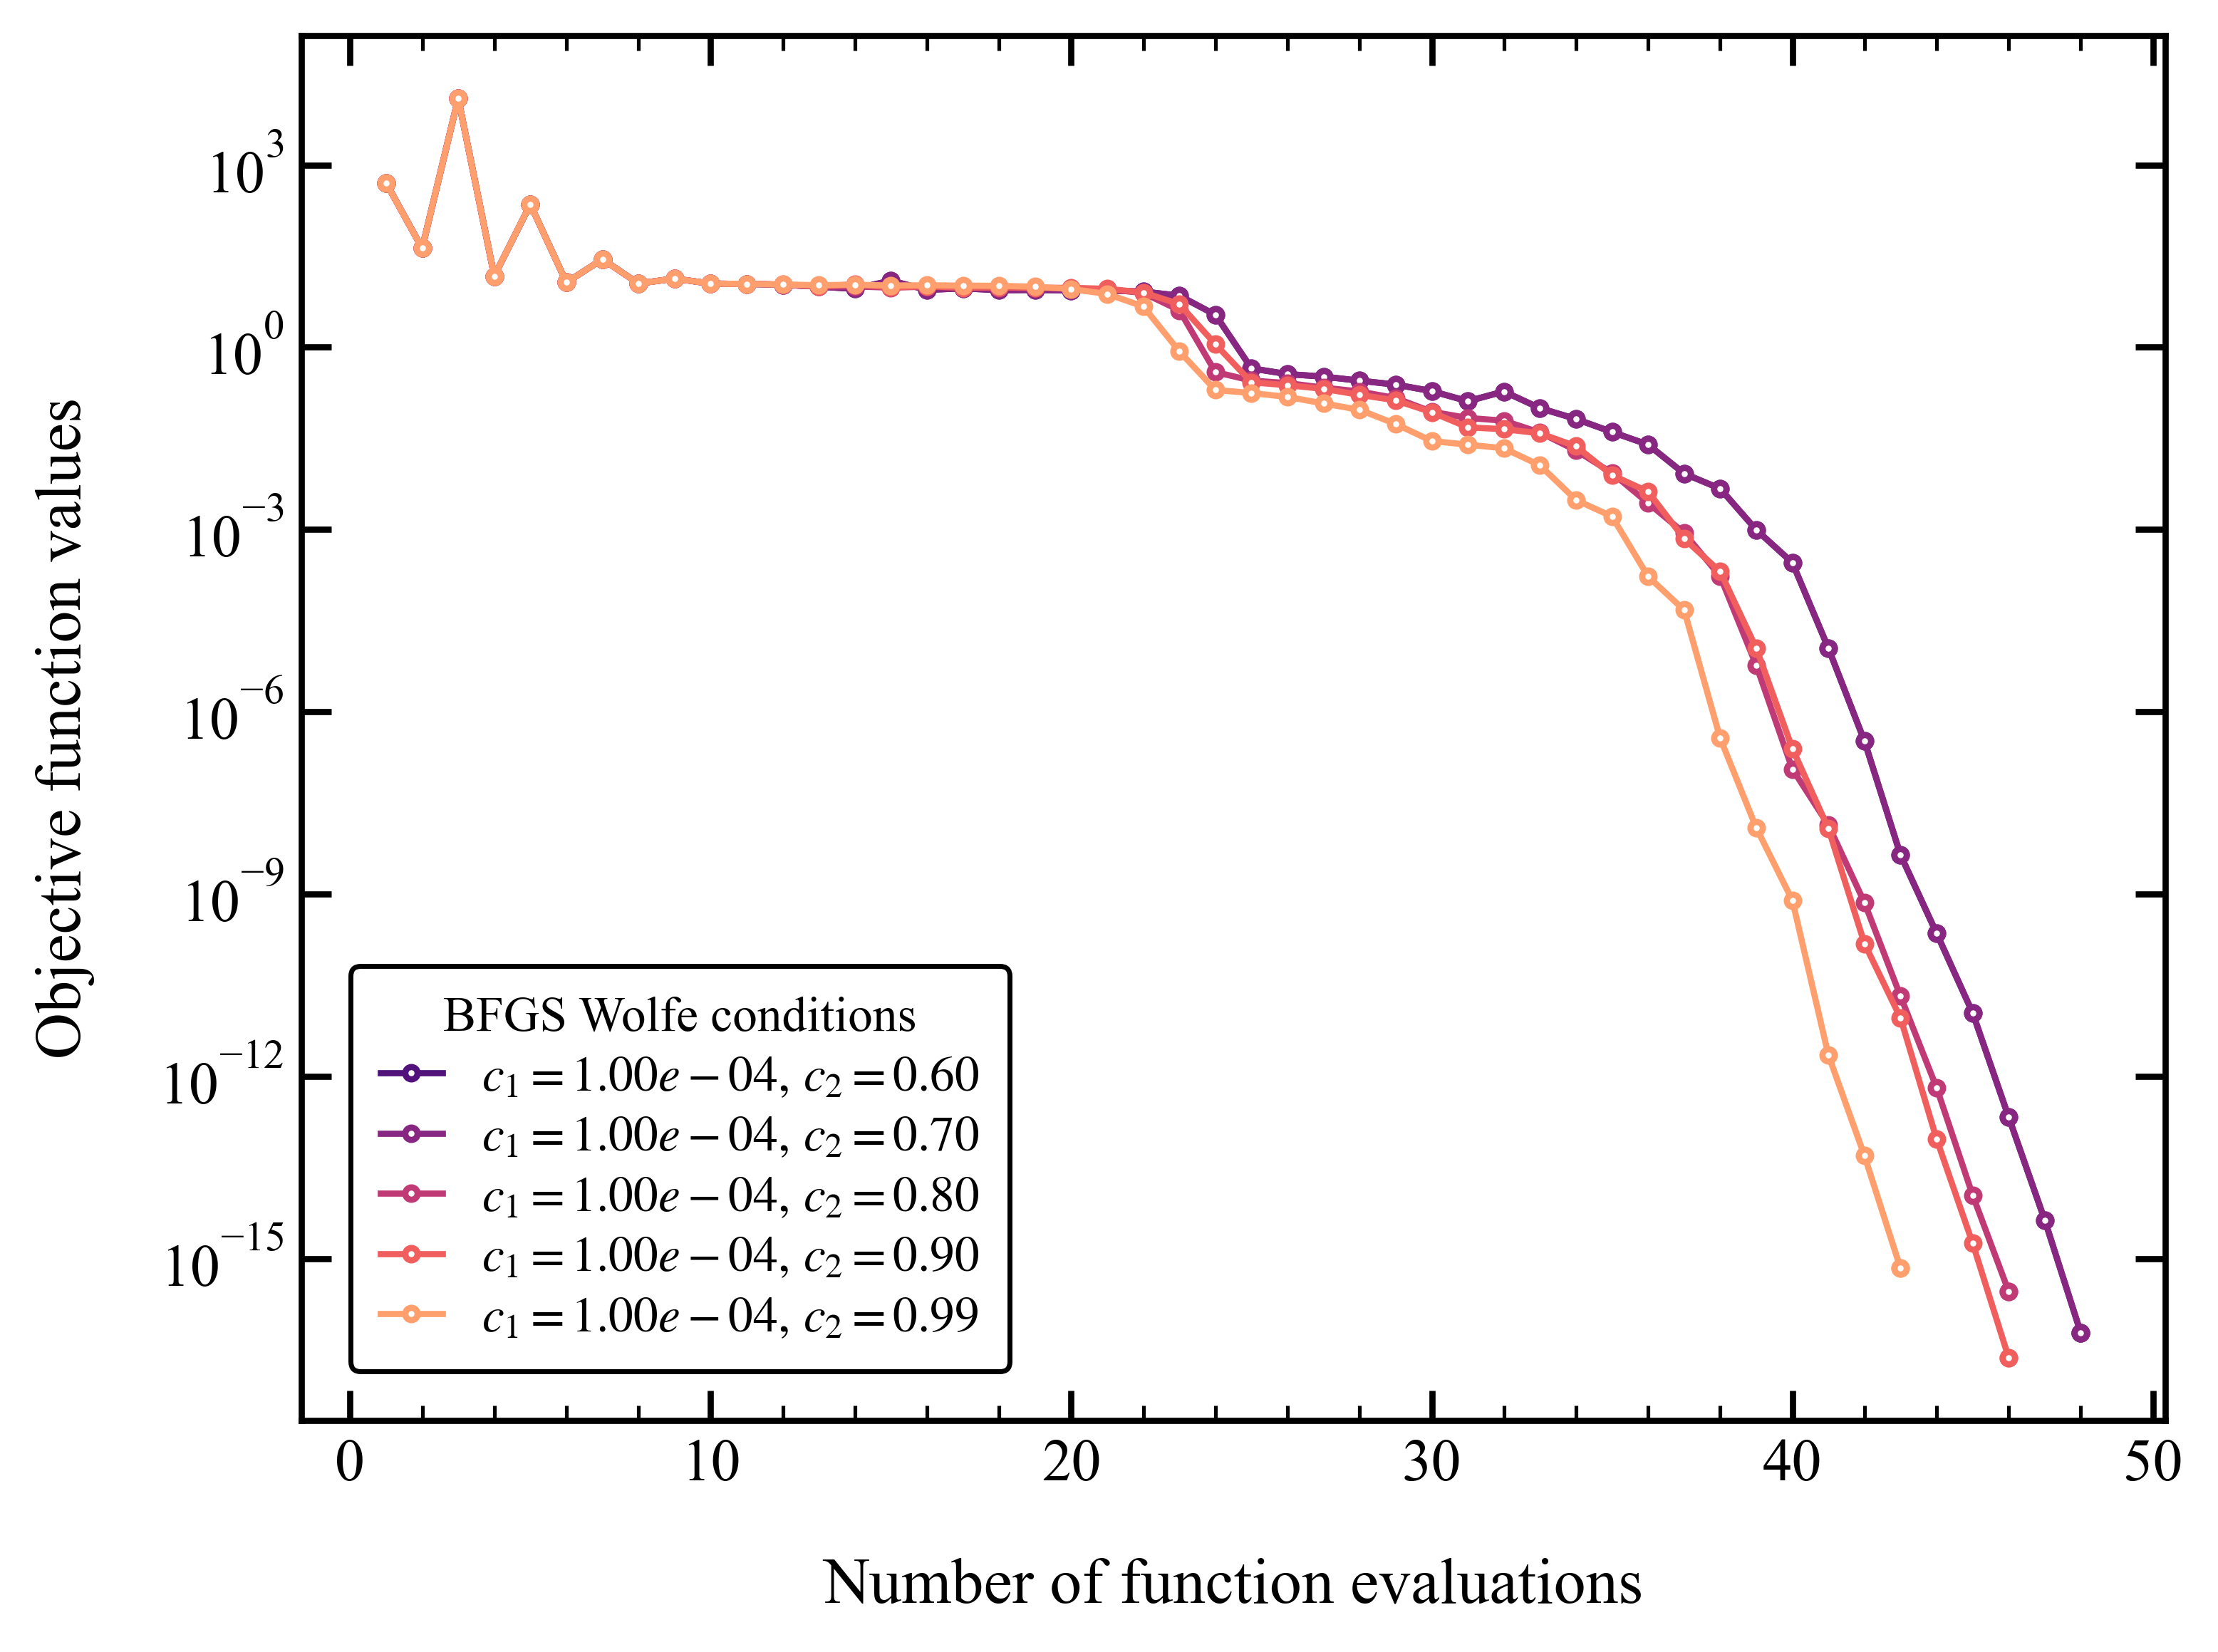 Objective function values
10^3
10^0
10^−3
10^−6
10^−9
10^−12
10^−15
BFGS Wolfe conditions
c₁ = 1.00e − 04, c₂ = 0.60
c₁ = 1.00e − 04, c₂ = 0.70
c₁ = 1.00e − 04, c₂ = 0.80
c₁ = 1.00e − 04, c₂ = 0.90
c₁ = 1.00e − 04, c₂ = 0.99
0 10 20 30 40 50
Number of function evaluations